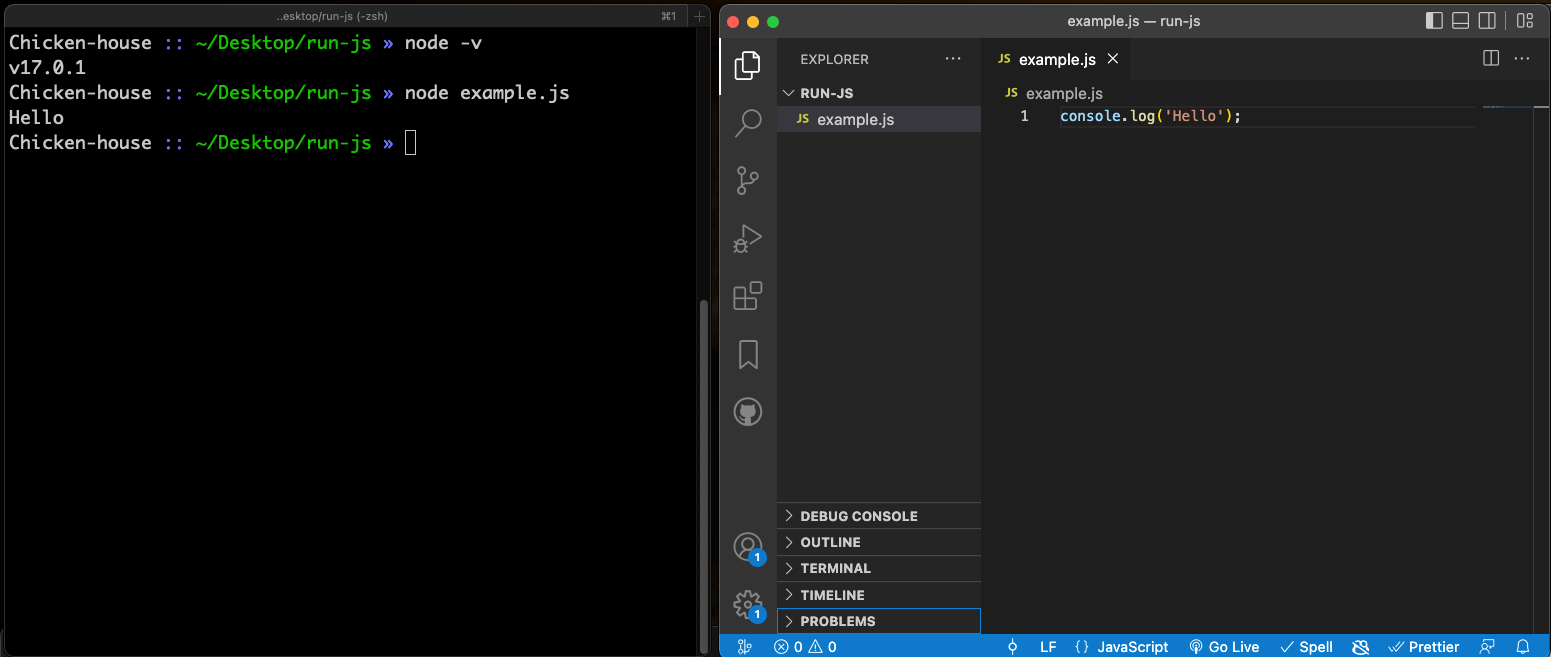 ..esktop/run-js (-zsh) ⌘1
Chicken-house :: ~/Desktop/run-js » node -v
v17.0.1
Chicken-house :: ~/Desktop/run-js » node example.js
Hello
Chicken-house :: ~/Desktop/run-js »
example.js — run-js
EXPLORER
RUN-JS
JS example.js
DEBUG CONSOLE
OUTLINE
TERMINAL
TIMELINE
PROBLEMS
1
1
JS example.js
JS example.js
1 console.log('Hello');
0 0 LF {} JavaScript Go Live Spell Prettier